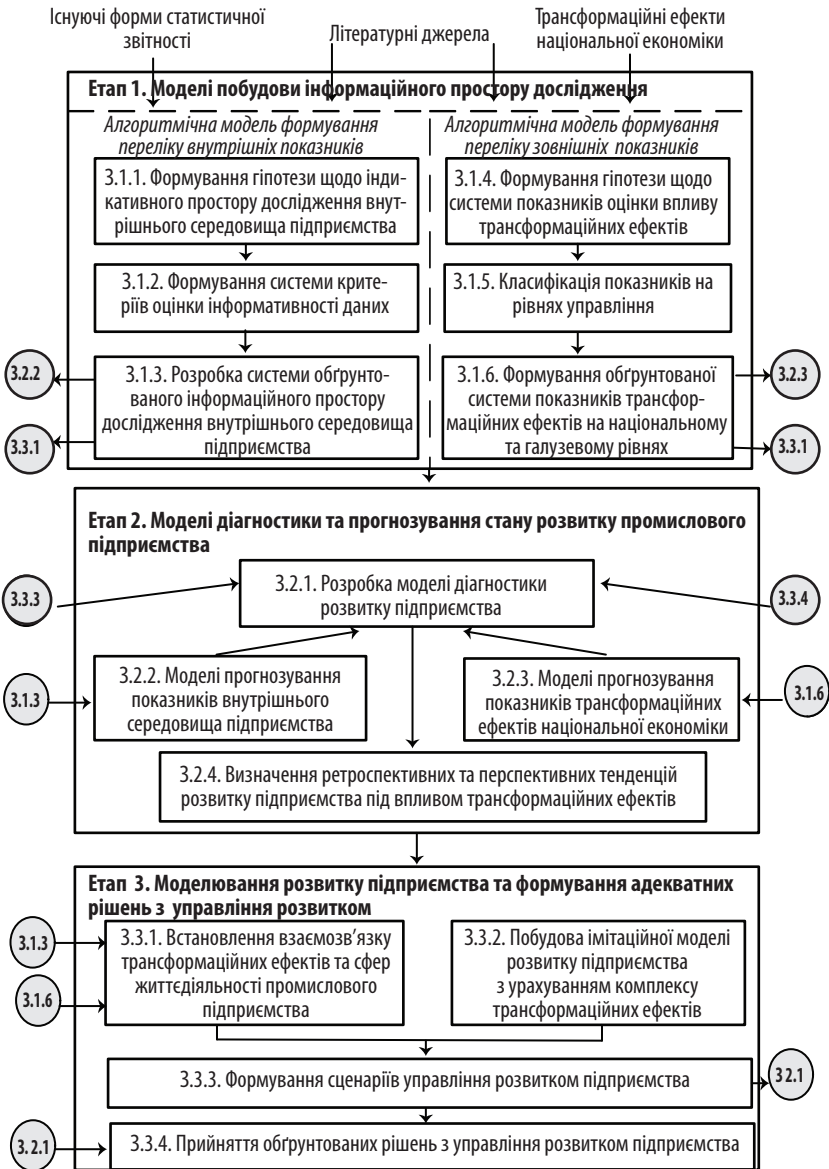 Існуючі форми статистичної
звітності
Літературні джерела
Трансформаційні ефекти
національної економіки
Етап 1. Моделі побудови інформаційного простору дослідження
Алгоритмічна модель формування
переліку внутрішніх показників
3.1.1. Формування гіпотези щодо інди-
кативного простору дослідження внут-
рішнього середовища підприємства
3.1.2. Формування системи крите-
ріїв оцінки інформативності даних
3.2.2
3.3.1
3.1.3. Розробка системи обґрунто-
ваного інформаційного простору
дослідження внутрішнього середовища
підприємства
Алгоритмічна модель формування
переліку зовнішніх показників
3.1.4. Формування гіпотези щодо
системи показників оцінки впливу
трансформаційних ефектів
3.1.5. Класифікація показників на
рівнях управління
3.1.6. Формування обґрунтованої
системи показників трансфор-
маційних ефектів на національному
та галузевому рівнях
3.2.3
3.3.1
Етап 2. Моделі діагностики та прогнозування стану розвитку промислового
підприємства
3.3.3
3.2.1. Розробка моделі діагностики
розвитку підприємства
3.3.4
3.1.3
3.2.2. Моделі прогнозування
показників внутрішнього
середовища підприємства
3.2.3. Моделі прогнозування
показників трансформаційних
ефектів національної економіки
3.1.6
3.2.4. Визначення ретроспективних та перспективних тенденцій
розвитку підприємства під впливом трансформаційних ефектів
Етап 3. Моделювання розвитку підприємства та формування адекватних
рішень з управління розвитком
3.1.3
3.1.6
3.3.1. Встановлення взаємозв’язку
трансформаційних ефектів та сфер
життєдіяльності промислового
підприємства
3.3.2. Побудова імітаційної моделі
розвитку підприємства
з урахуванням комплексу
трансформаційних ефектів
3.3.3. Формування сценаріїв управління розвитком підприємства
3 2.1
3. 2.1
3.3.4. Прийняття обґрунтованих рішень з управління розвитком підприємства